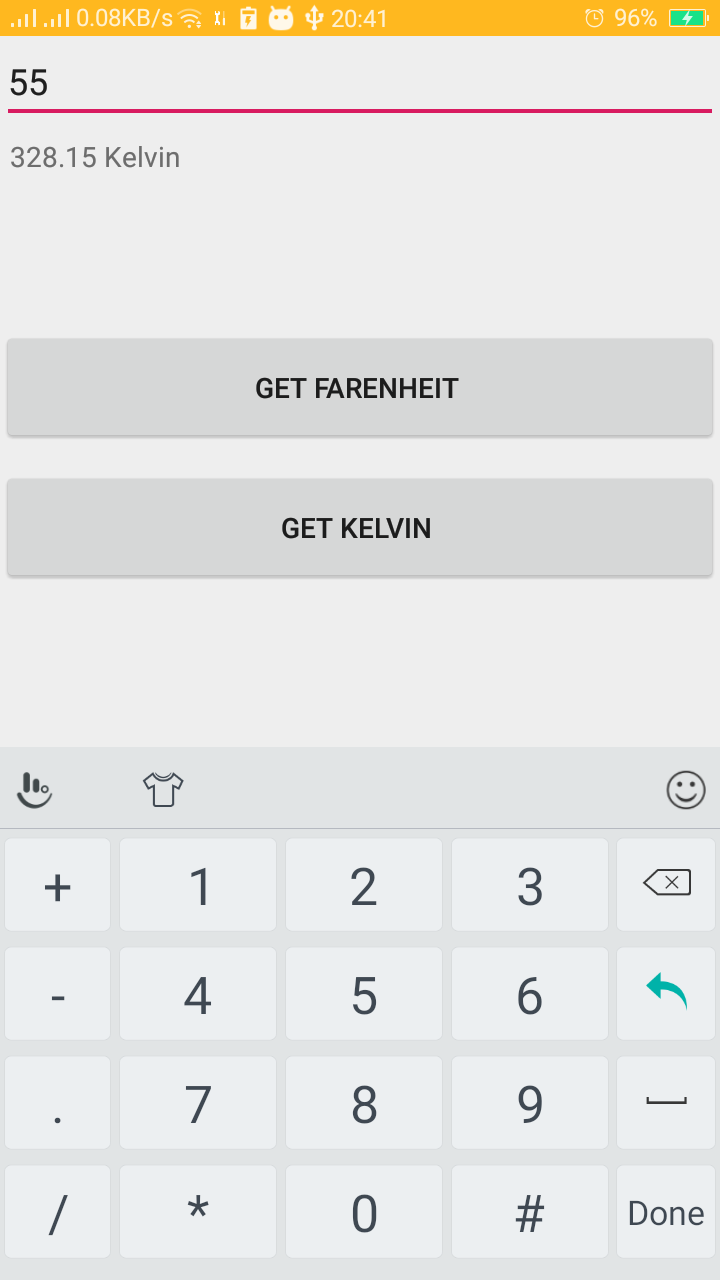 0.08KB/s 20:41 96%
55
328.15 Kelvin
GET FARENHEIT
GET KELVIN
+ 1 2 3
- 4 5 6
. 7 8 9
/ * 0 # Done